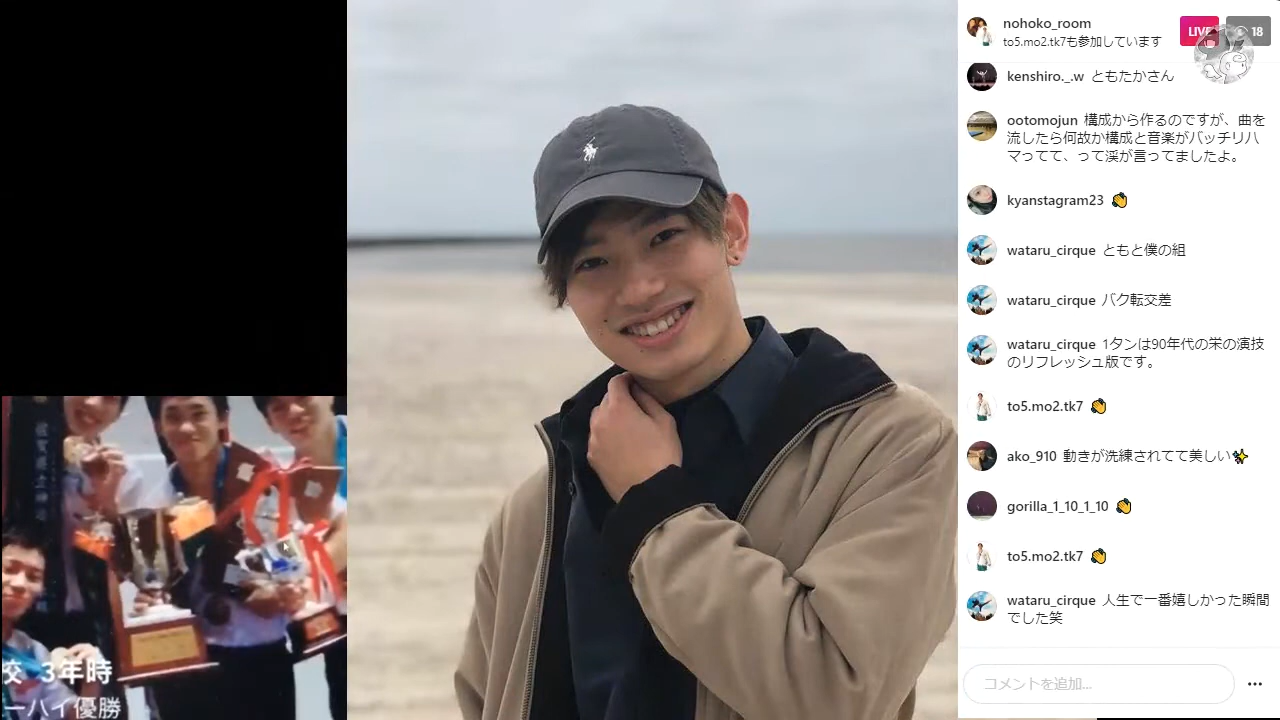 nohoko_room
to5.mo2.tk7も参加しています
LIVE
18
kenshiro._.w ともたかさん
ootomojun 構成から作るのですが、曲を
流したら何故か構成と音楽がバッチリハ
マってて、って渓が言ってましたよ。
kyanstagram23 👏
wataru_cirque ともと僕の組
wataru_cirque バク転交差
wataru_cirque 1タンは90年代の栄の演技
のリフレッシュ版です。
to5.mo2.tk7 👏
ako_910 動きが洗練されてて美しい✨
gorilla_1_10_1_10 👏
to5.mo2.tk7 👏
wataru_cirque 人生で一番嬉しかった瞬間
でした笑
コメントを追加...
校 3年時
ーハイ優勝